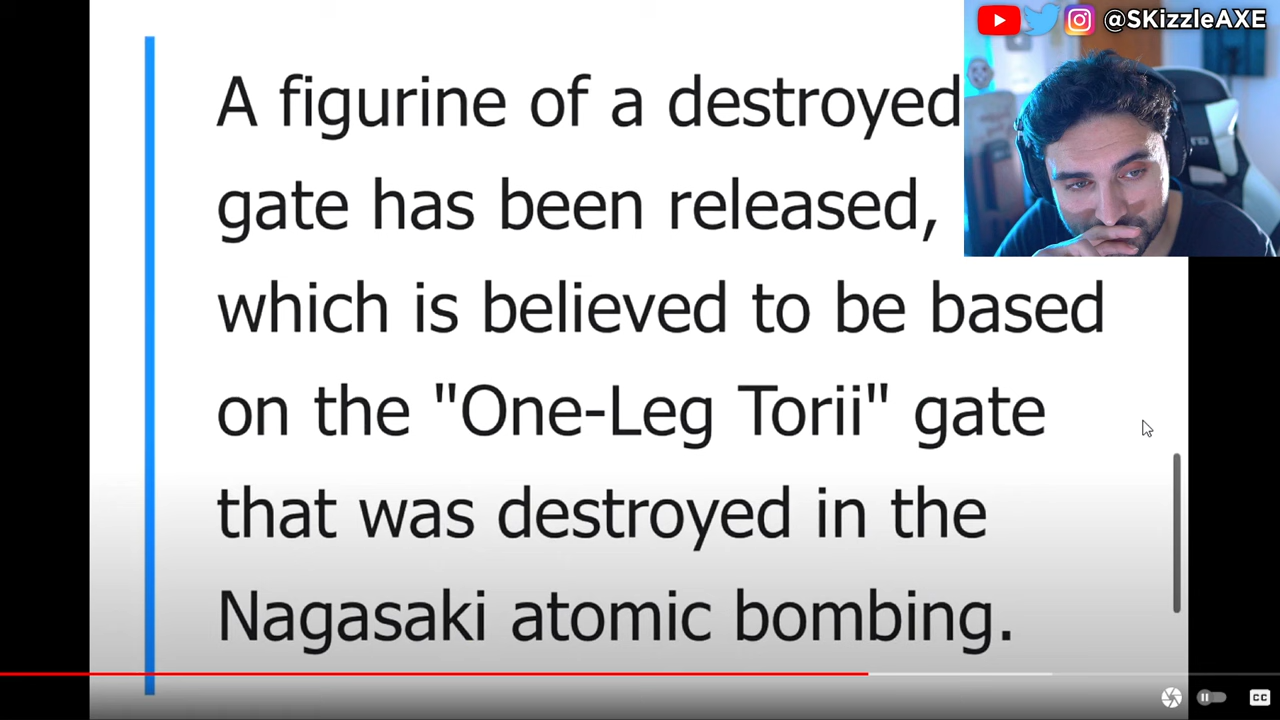 @SKizzleAXE
A figurine of a destroyed
gate has been released,
which is believed to be based
on the "One-Leg Torii" gate
that was destroyed in the
Nagasaki atomic bombing.
CC